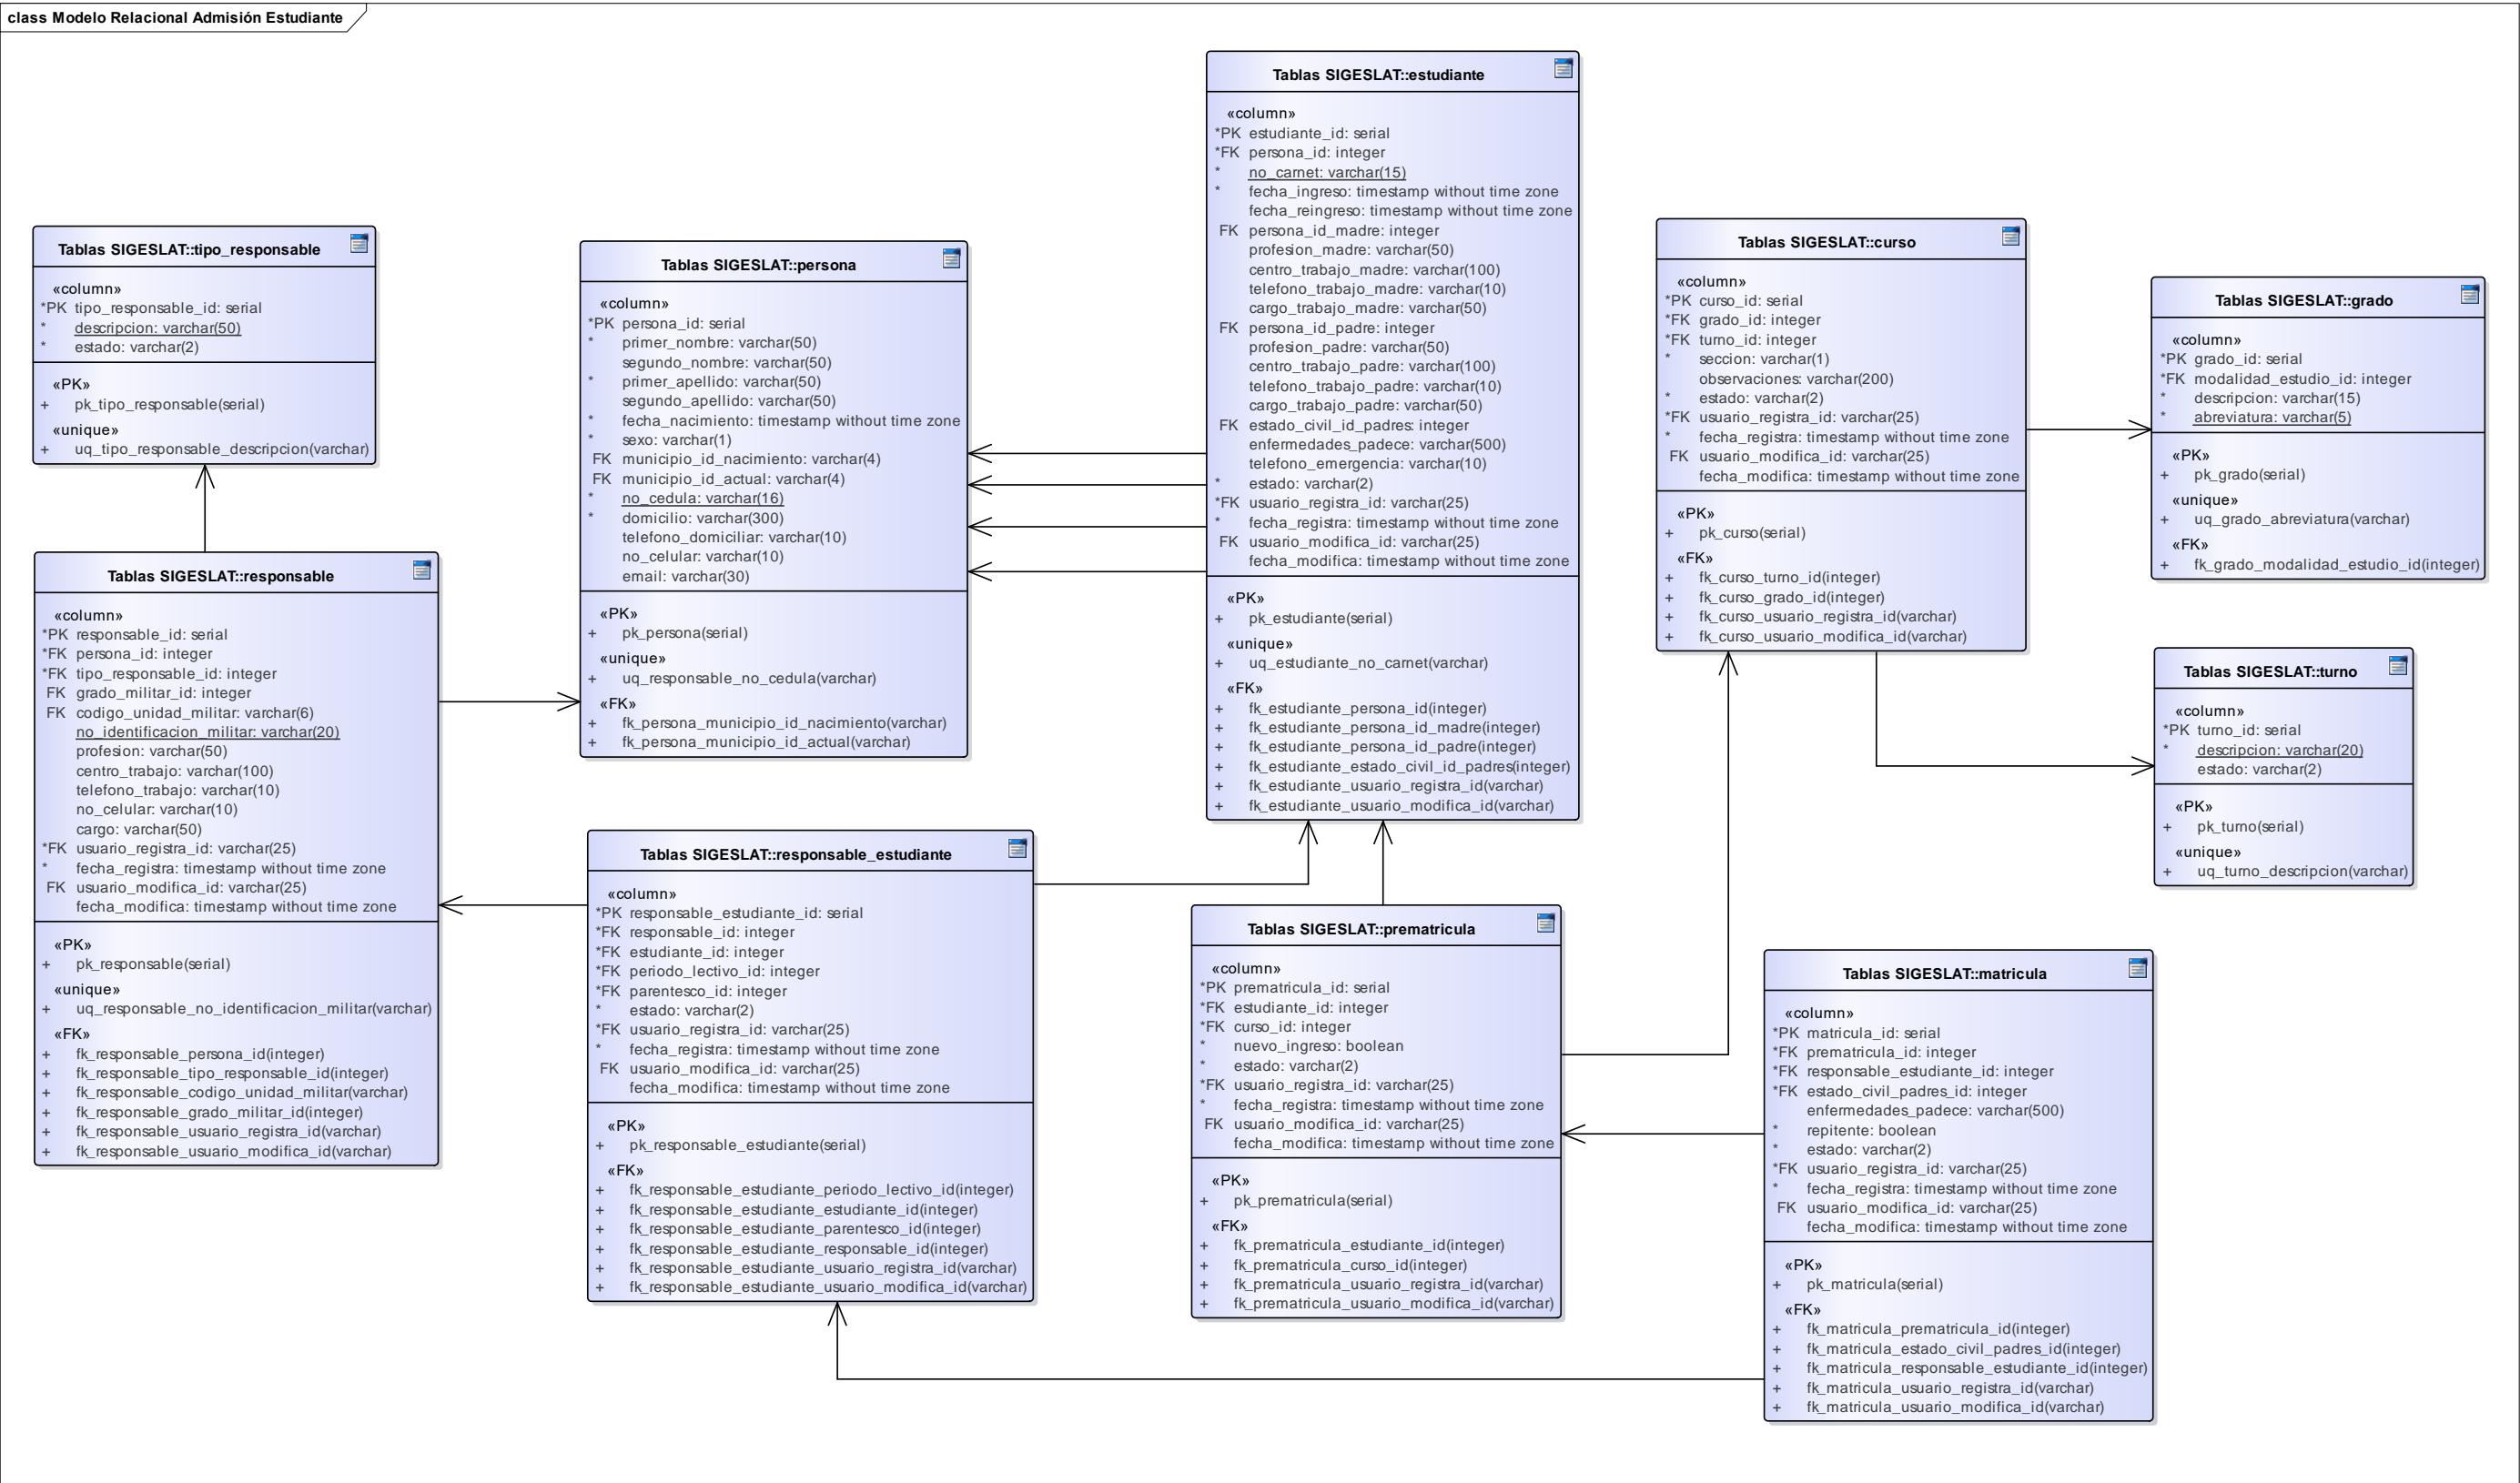 class Modelo Relacional Admisión Estudiante
Tablas SIGESLAT::tipo_responsable
«column»
*PK tipo_responsable_id: serial
* descripcion: varchar(50)
* estado: varchar(2)
«PK»
+ pk_tipo_responsable(serial)
«unique»
+ uq_tipo_responsable_descripcion(varchar)
Tablas SIGESLAT::responsable
«column»
*PK responsable_id: serial
*FK persona_id: integer
*FK tipo_responsable_id: integer
FK grado_militar_id: integer
FK codigo_unidad_militar: varchar(6)
no_identificacion_militar: varchar(20)
profesion: varchar(50)
centro_trabajo: varchar(100)
telefono_trabajo: varchar(10)
no_celular: varchar(10)
cargo: varchar(50)
*FK usuario_registra_id: varchar(25)
* fecha_registra: timestamp without time zone
FK usuario_modifica_id: varchar(25)
fecha_modifica: timestamp without time zone
«PK»
+ pk_responsable(serial)
«unique»
+ uq_responsable_no_identificacion_militar(varchar)
«FK»
+ fk_responsable_persona_id(integer)
+ fk_responsable_tipo_responsable_id(integer)
+ fk_responsable_codigo_unidad_militar(varchar)
+ fk_responsable_grado_militar_id(integer)
+ fk_responsable_usuario_registra_id(varchar)
+ fk_responsable_usuario_modifica_id(varchar)
Tablas SIGESLAT::persona
«column»
*PK persona_id: serial
* primer_nombre: varchar(50)
segundo_nombre: varchar(50)
* primer_apellido: varchar(50)
segundo_apellido: varchar(50)
* fecha_nacimiento: timestamp without time zone
* sexo: varchar(1)
FK municipio_id_nacimiento: varchar(4)
FK municipio_id_actual: varchar(4)
* no_cedula: varchar(16)
* domicilio: varchar(300)
telefono_domiciliar: varchar(10)
no_celular: varchar(10)
email: varchar(30)
«PK»
+ pk_persona(serial)
«unique»
+ uq_responsable_no_cedula(varchar)
«FK»
+ fk_persona_municipio_id_nacimiento(varchar)
+ fk_persona_municipio_id_actual(varchar)
Tablas SIGESLAT::responsable_estudiante
«column»
*PK responsable_estudiante_id: serial
*FK responsable_id: integer
*FK estudiante_id: integer
*FK periodo_lectivo_id: integer
*FK parentesco_id: integer
* estado: varchar(2)
*FK usuario_registra_id: varchar(25)
* fecha_registra: timestamp without time zone
FK usuario_modifica_id: varchar(25)
fecha_modifica: timestamp without time zone
«PK»
+ pk_responsable_estudiante(serial)
«FK»
+ fk_responsable_estudiante_periodo_lectivo_id(integer)
+ fk_responsable_estudiante_estudiante_id(integer)
+ fk_responsable_estudiante_parentesco_id(integer)
+ fk_responsable_estudiante_responsable_id(integer)
+ fk_responsable_estudiante_usuario_registra_id(varchar)
+ fk_responsable_estudiante_usuario_modifica_id(varchar)
Tablas SIGESLAT::estudiante
«column»
*PK estudiante_id: serial
*FK persona_id: integer
* no_carnet: varchar(15)
* fecha_ingreso: timestamp without time zone
fecha_reingreso: timestamp without time zone
FK persona_id_madre: integer
profesion_madre: varchar(50)
centro_trabajo_madre: varchar(100)
telefono_trabajo_madre: varchar(10)
cargo_trabajo_madre: varchar(50)
FK persona_id_padre: integer
profesion_padre: varchar(50)
centro_trabajo_padre: varchar(100)
telefono_trabajo_padre: varchar(10)
cargo_trabajo_padre: varchar(50)
FK estado_civil_id_padres: integer
enfermedades_padece: varchar(500)
telefono_emergencia: varchar(10)
* estado: varchar(2)
*FK usuario_registra_id: varchar(25)
* fecha_registra: timestamp without time zone
FK usuario_modifica_id: varchar(25)
fecha_modifica: timestamp without time zone
«PK»
+ pk_estudiante(serial)
«unique»
+ uq_estudiante_no_carnet(varchar)
«FK»
+ fk_estudiante_persona_id(integer)
+ fk_estudiante_persona_id_madre(integer)
+ fk_estudiante_persona_id_padre(integer)
+ fk_estudiante_estado_civil_id_padres(integer)
+ fk_estudiante_usuario_registra_id(varchar)
+ fk_estudiante_usuario_modifica_id(varchar)
Tablas SIGESLAT::prematricula
«column»
*PK prematricula_id: serial
*FK estudiante_id: integer
*FK curso_id: integer
* nuevo_ingreso: boolean
* estado: varchar(2)
*FK usuario_registra_id: varchar(25)
* fecha_registra: timestamp without time zone
FK usuario_modifica_id: varchar(25)
fecha_modifica: timestamp without time zone
«PK»
+ pk_prematricula(serial)
«FK»
+ fk_prematricula_estudiante_id(integer)
+ fk_prematricula_curso_id(integer)
+ fk_prematricula_usuario_registra_id(varchar)
+ fk_prematricula_usuario_modifica_id(varchar)
Tablas SIGESLAT::curso
«column»
*PK curso_id: serial
*FK grado_id: integer
*FK turno_id: integer
* seccion: varchar(1)
observaciones: varchar(200)
* estado: varchar(2)
*FK usuario_registra_id: varchar(25)
* fecha_registra: timestamp without time zone
FK usuario_modifica_id: varchar(25)
fecha_modifica: timestamp without time zone
«PK»
+ pk_curso(serial)
«FK»
+ fk_curso_turno_id(integer)
+ fk_curso_grado_id(integer)
+ fk_curso_usuario_registra_id(varchar)
+ fk_curso_usuario_modifica_id(varchar)
Tablas SIGESLAT::grado
«column»
*PK grado_id: serial
*FK modalidad_estudio_id: integer
* descripcion: varchar(15)
* abreviatura: varchar(5)
«PK»
+ pk_grado(serial)
«unique»
+ uq_grado_abreviatura(varchar)
«FK»
+ fk_grado_modalidad_estudio_id(integer)
Tablas SIGESLAT::turno
«column»
*PK turno_id: serial
* descripcion: varchar(20)
estado: varchar(2)
«PK»
+ pk_turno(serial)
«unique»
+ uq_turno_descripcion(varchar)
Tablas SIGESLAT::matricula
«column»
*PK matricula_id: serial
*FK prematricula_id: integer
*FK responsable_estudiante_id: integer
*FK estado_civil_padres_id: integer
enfermedades_padece: varchar(500)
* repitente: boolean
* estado: varchar(2)
*FK usuario_registra_id: varchar(25)
* fecha_registra: timestamp without time zone
FK usuario_modifica_id: varchar(25)
fecha_modifica: timestamp without time zone
«PK»
+ pk_matricula(serial)
«FK»
+ fk_matricula_prematricula_id(integer)
+ fk_matricula_estado_civil_padres_id(integer)
+ fk_matricula_responsable_estudiante_id(integer)
+ fk_matricula_usuario_registra_id(varchar)
+ fk_matricula_usuario_modifica_id(varchar)